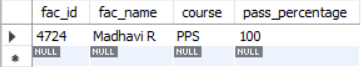 fac_id fac_name course pass_percentage
4724 Madhavi R PPS 100
NULL NULL NULL NULL